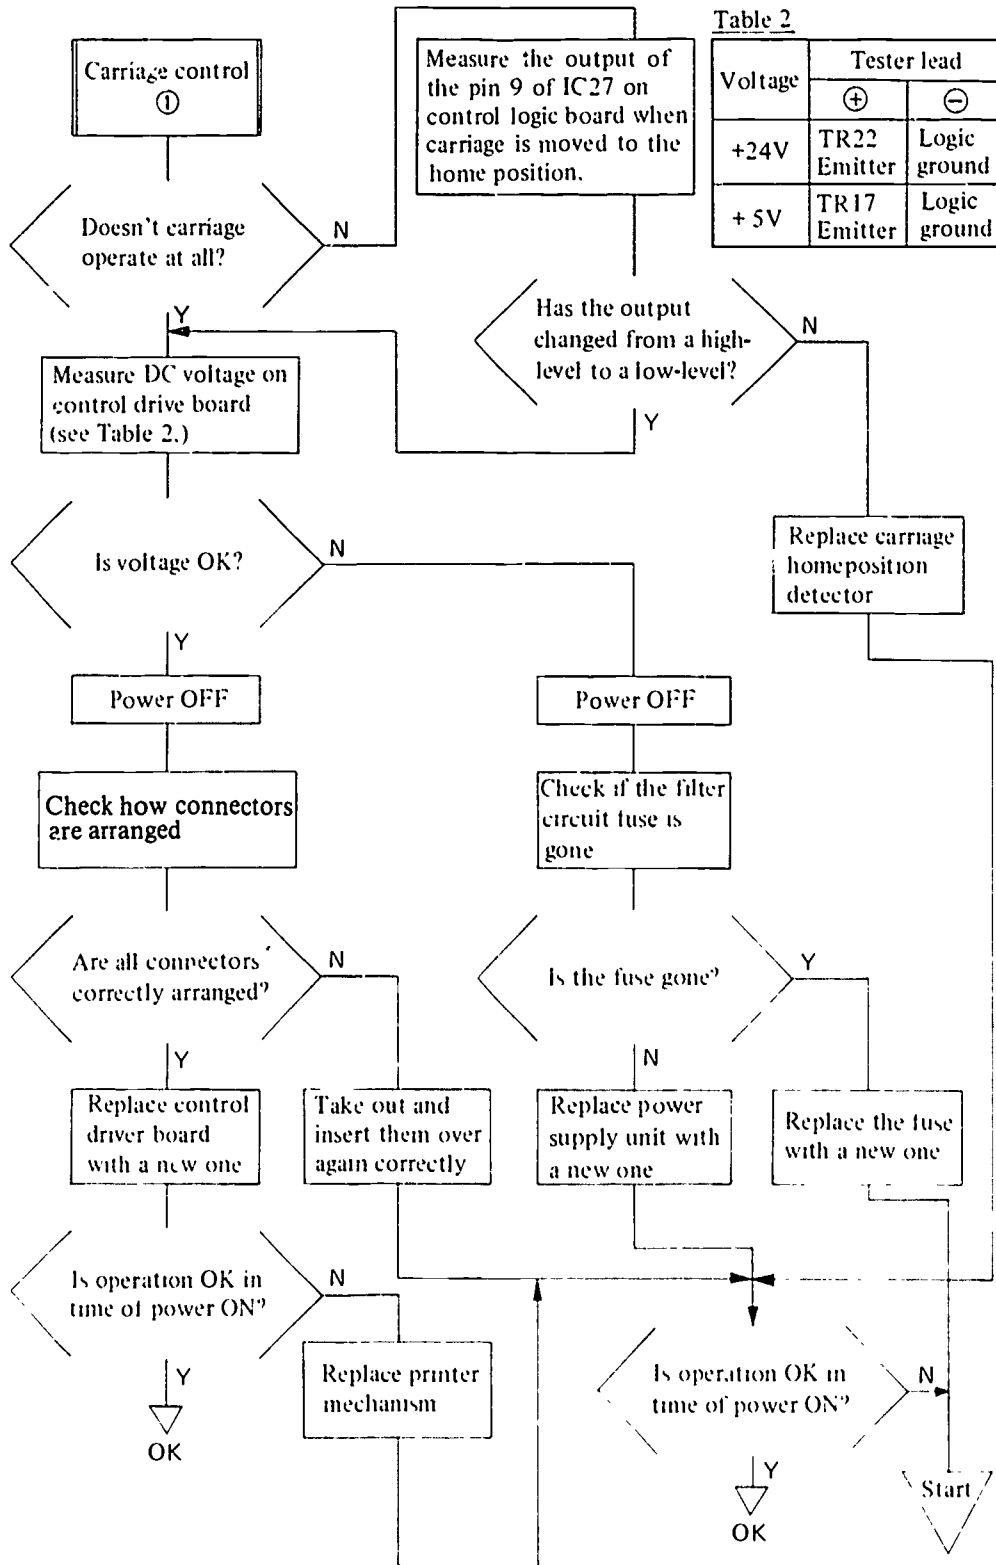 Carriage control
①
Doesn't carriage
operate at all?
N
Y
Measure the output of
the pin 9 of IC27 on
control logic board when
carriage is moved to the
home position.
Table 2
Voltage
Tester lead
⊕
⊖
+24V
TR22
Emitter
Logic
ground
+ 5V
TR17
Emitter
Logic
ground
Has the output
changed from a high-
level to a low-level?
N
Y
Measure DC voltage on
control drive board
(see Table 2.)
Is voltage OK?
N
Y
Replace carriage
homeposition
detector
Power OFF
Power OFF
Check how connectors
are arranged
Check if the filter
circuit fuse is
gone
Are all connectors
correctly arranged?
N
Y
Is the fuse gone?
Y
N
Replace control
driver board
with a new one
Take out and
insert them over
again correctly
Replace power
supply unit with
a new one
Replace the fuse
with a new one
Is operation OK in
time of power ON?
N
Y
OK
Replace printer
mechanism
Is operation OK in
time of power ON?
N
Y
OK
Start